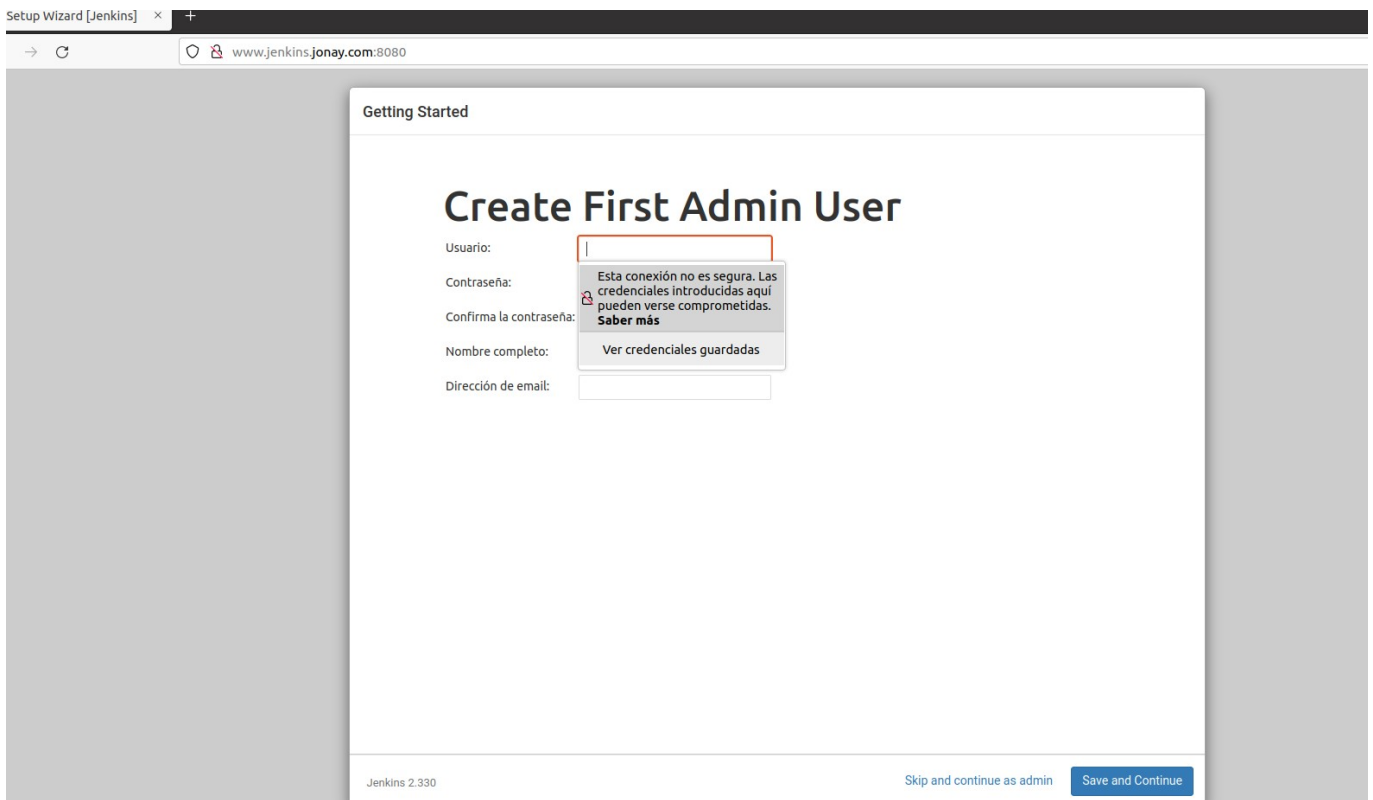 Setup Wizard [Jenkins] × +
www.jenkins.jonay.com:8080
Getting Started
Create First Admin User
Usuario:
Contraseña:
Esta conexión no es segura. Las
credenciales introducidas aquí
pueden verse comprometidas.
Saber más
Confirma la contraseña:
Nombre completo:
Ver credenciales guardadas
Dirección de email:
Jenkins 2.330
Skip and continue as admin
Save and Continue